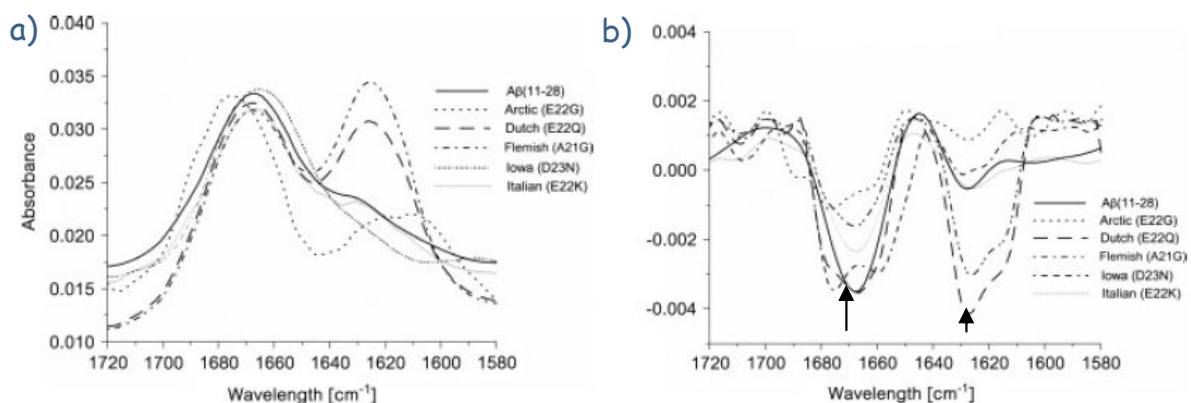 a)
0.040
0.035
0.030
0.025
0.020
0.015
0.010
Absorbance
1720 1700 1680 1660 1640 1620 1600 1580
Wavelength [cm⁻¹]
Aβ(11-28)
Arctic (E22G)
Dutch (E22Q)
Flemish (A21G)
Iowa (D23N)
Italian (E22K)
b)
0.004
0.002
0.000
-0.002
-0.004
1720 1700 1680 1660 1640 1620 1600 1580
Wavelength [cm⁻¹]
Aβ(11-28)
Arctic (E22G)
Dutch (E22Q)
Flemish (A21G)
Iowa (D23N)
Italian (E22K)